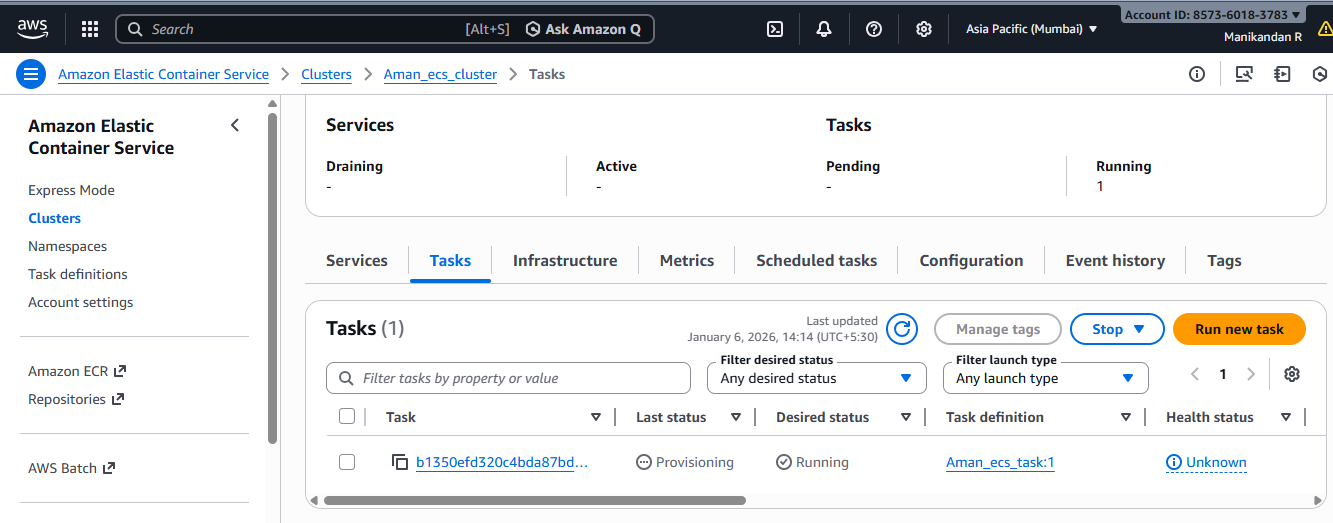 aws
Search [Alt+S] Ask Amazon Q
Asia Pacific (Mumbai)
Account ID: 8573-6018-3783
Manikandan R
Amazon Elastic Container Service > Clusters > Aman_ecs_cluster > Tasks
Amazon Elastic
Container Service
Express Mode
Clusters
Namespaces
Task definitions
Account settings
Amazon ECR
Repositories
AWS Batch
Services
Draining
-
Active
-
Tasks
Pending
-
Running
1
Services Tasks Infrastructure Metrics Scheduled tasks Configuration Event history Tags
Tasks (1)
Last updated
January 6, 2026, 14:14 (UTC+5:30)
Manage tags Stop Run new task
Filter tasks by property or value
Filter desired status
Any desired status
Filter launch type
Any launch type
1
Task Last status Desired status Task definition Health status
b1350efd320c4bda87bd... Provisioning Running Aman_ecs_task:1 Unknown